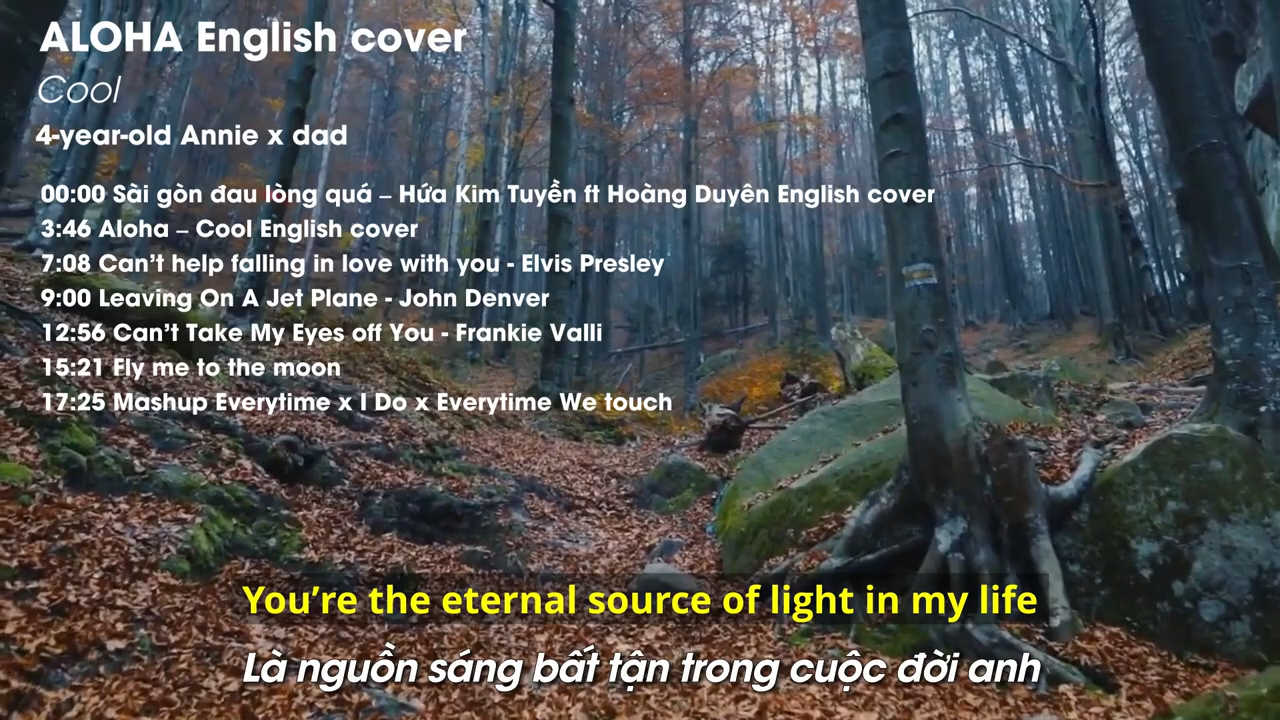 ALOHA English cover
Cool
4-year-old Annie x dad
00:00 Sài gòn đau lòng quá – Hứa Kim Tuyền ft Hoàng Duyên English cover
3:46 Aloha – Cool English cover
7:08 Can't help falling in love with you - Elvis Presley
9:00 Leaving On A Jet Plane - John Denver
12:56 Can't Take My Eyes off You - Frankie Valli
15:21 Fly me to the moon
17:25 Mashup Everytime x I Do x Everytime We touch
You're the eternal source of light in my life
Là nguồn sáng bất tận trong cuộc đời anh